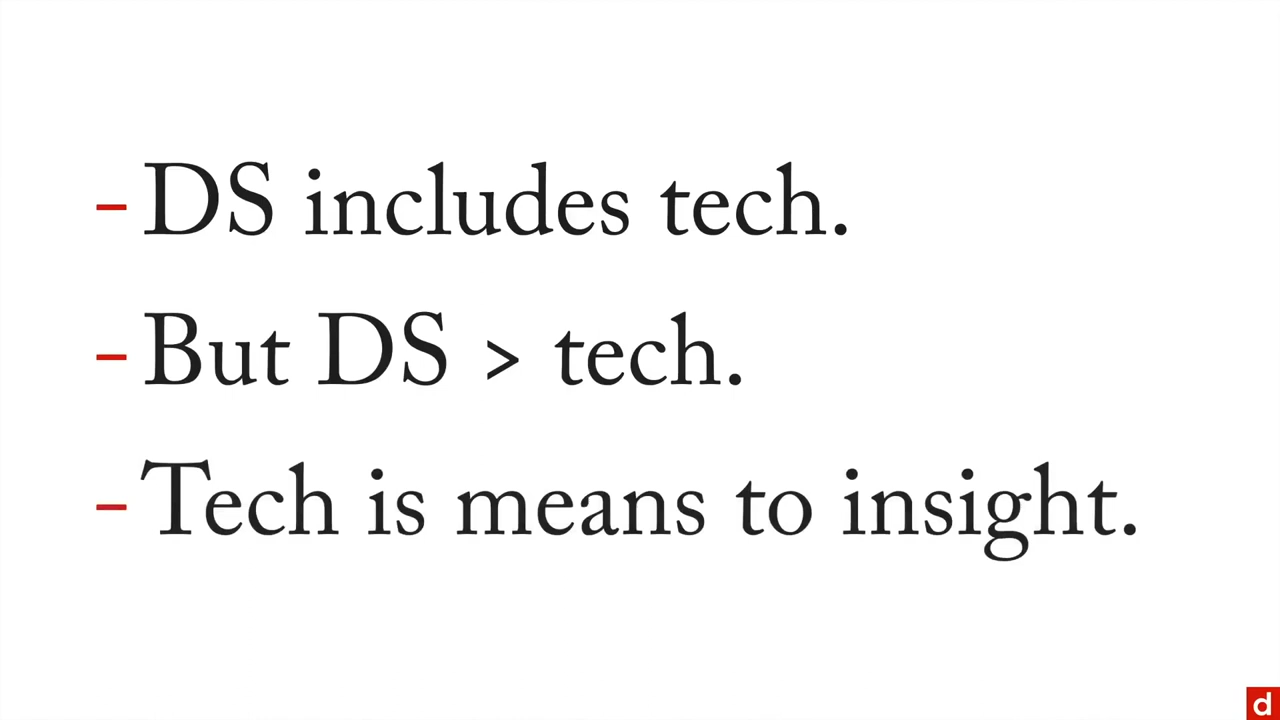 - DS includes tech.
- But DS > tech.
- Tech is means to insight.
d